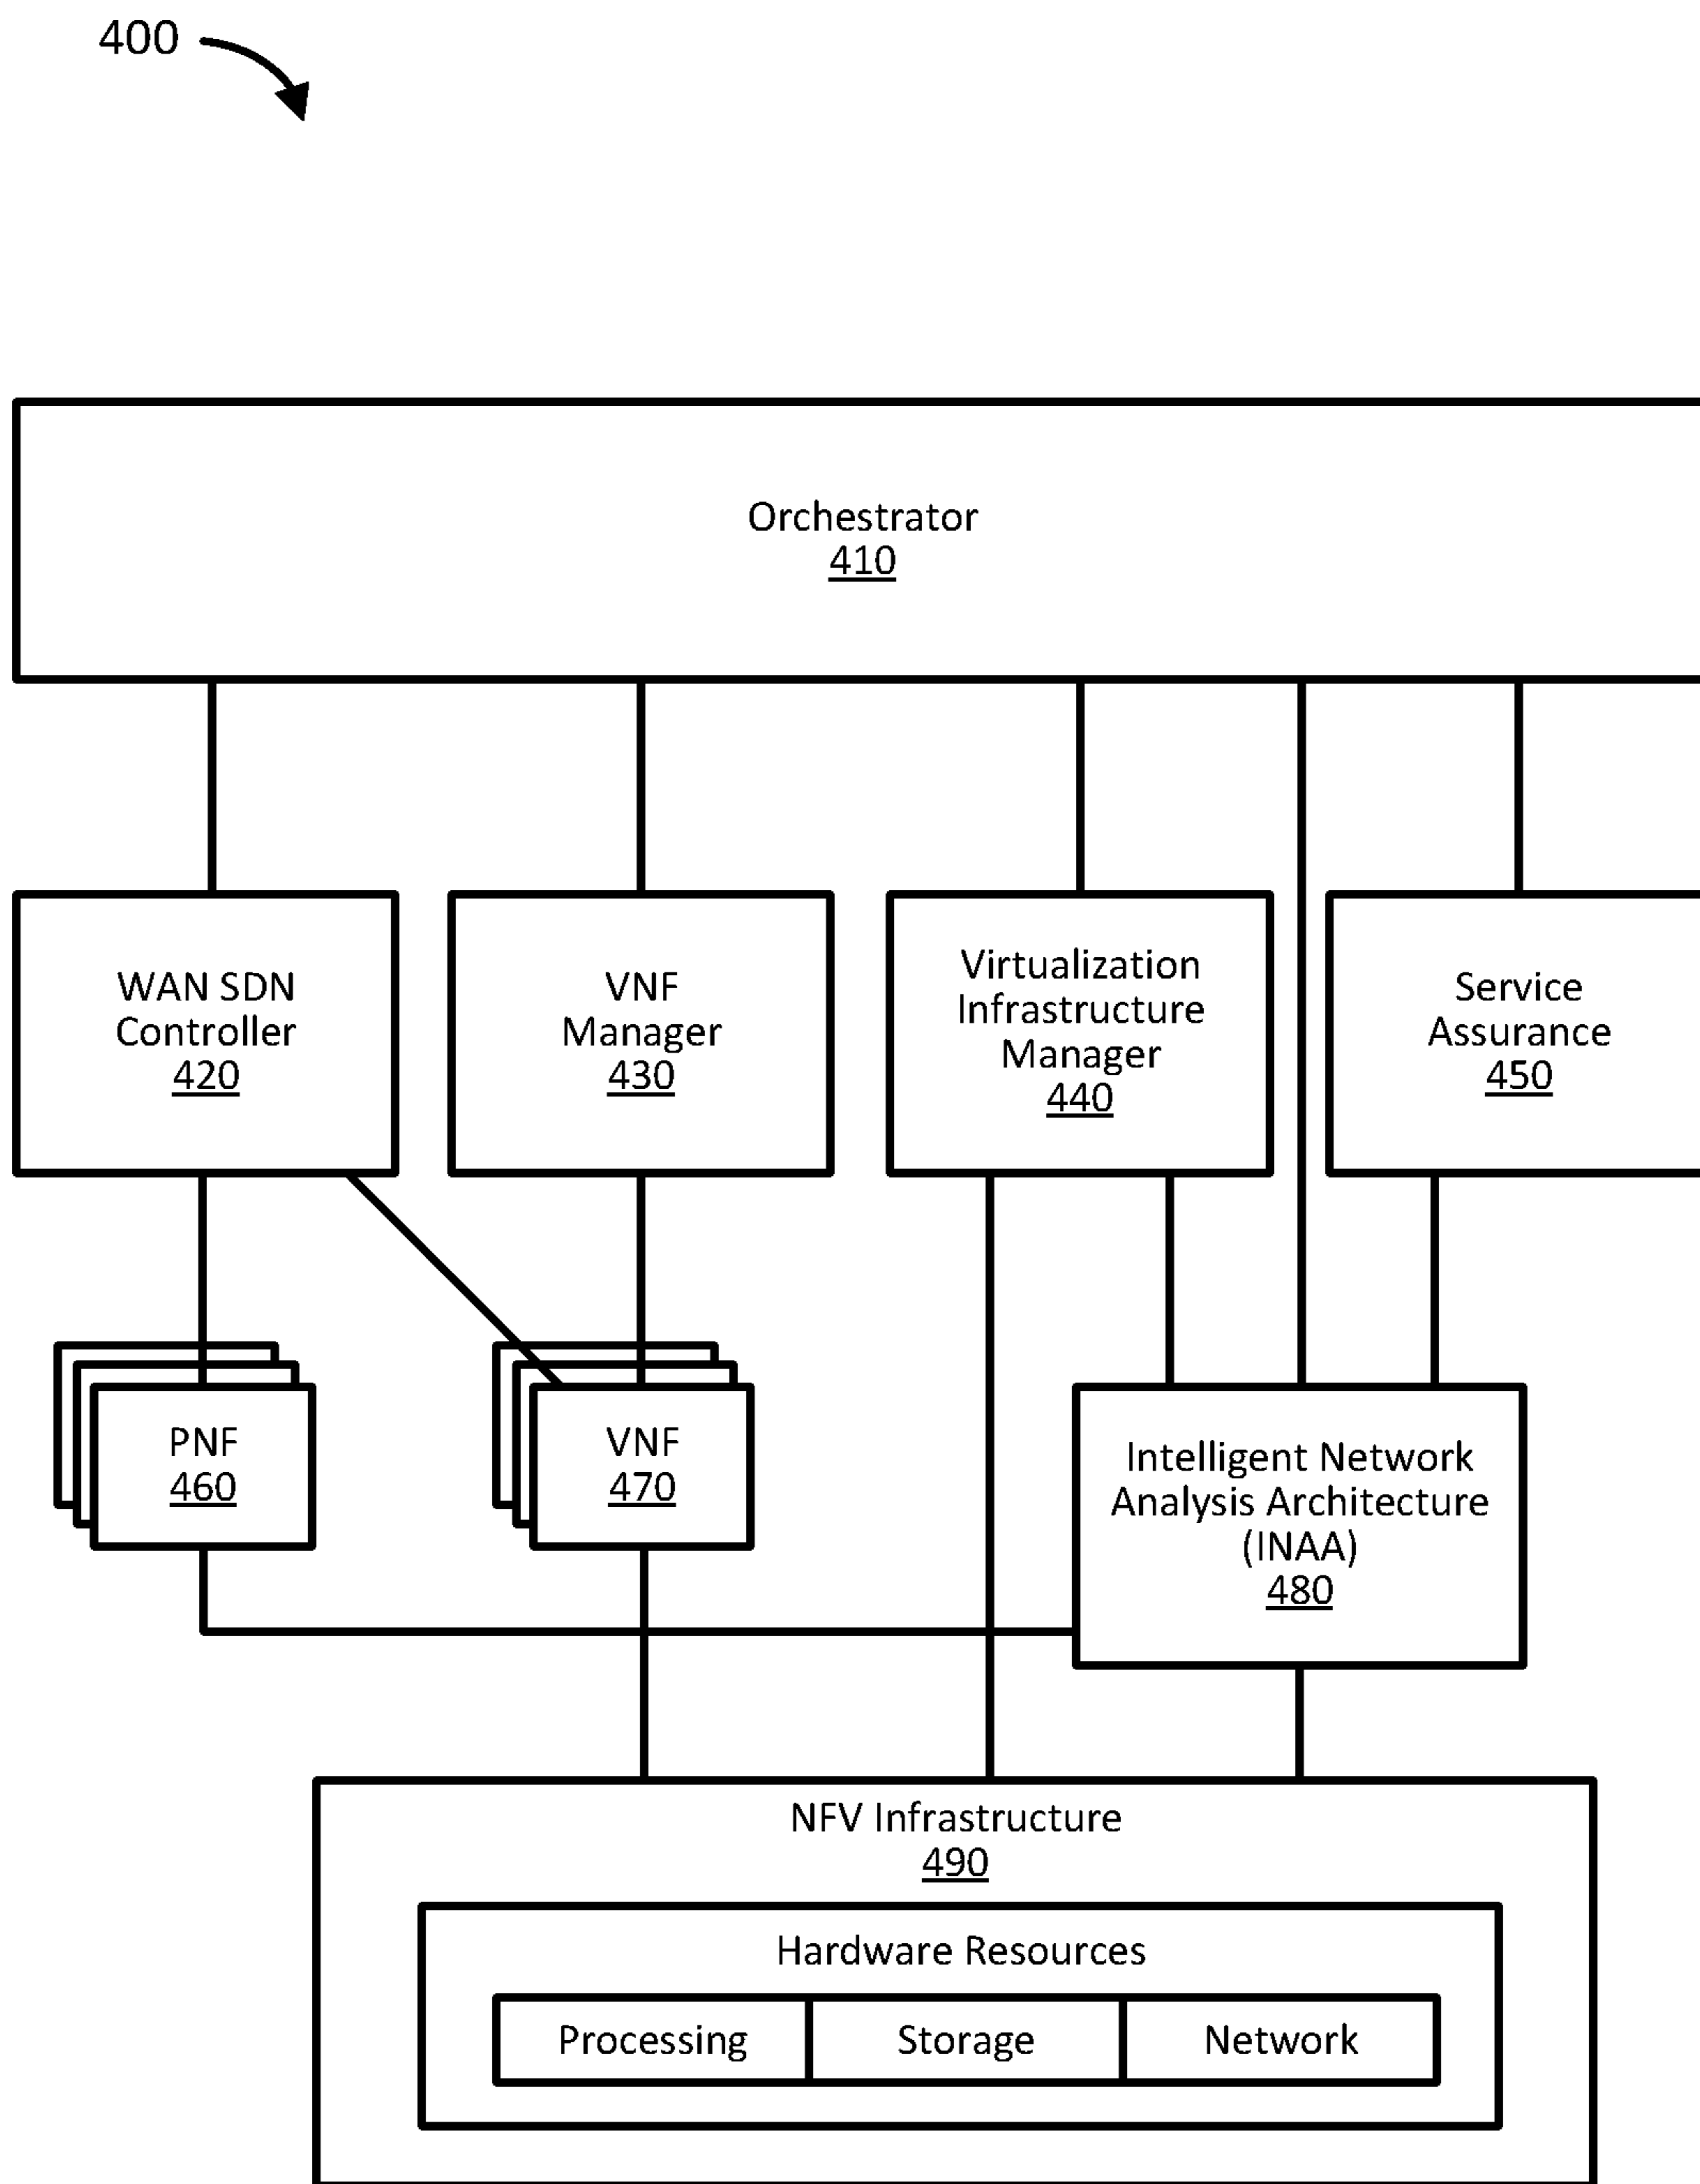 400
Orchestrator
410
WAN SDN
Controller
420
VNF
Manager
430
Virtualization
Infrastructure
Manager
440
Service
Assurance
450
PNF
460
VNF
470
Intelligent Network
Analysis Architecture
(INAA)
480
NFV Infrastructure
490
Hardware Resources
Processing
Storage
Network